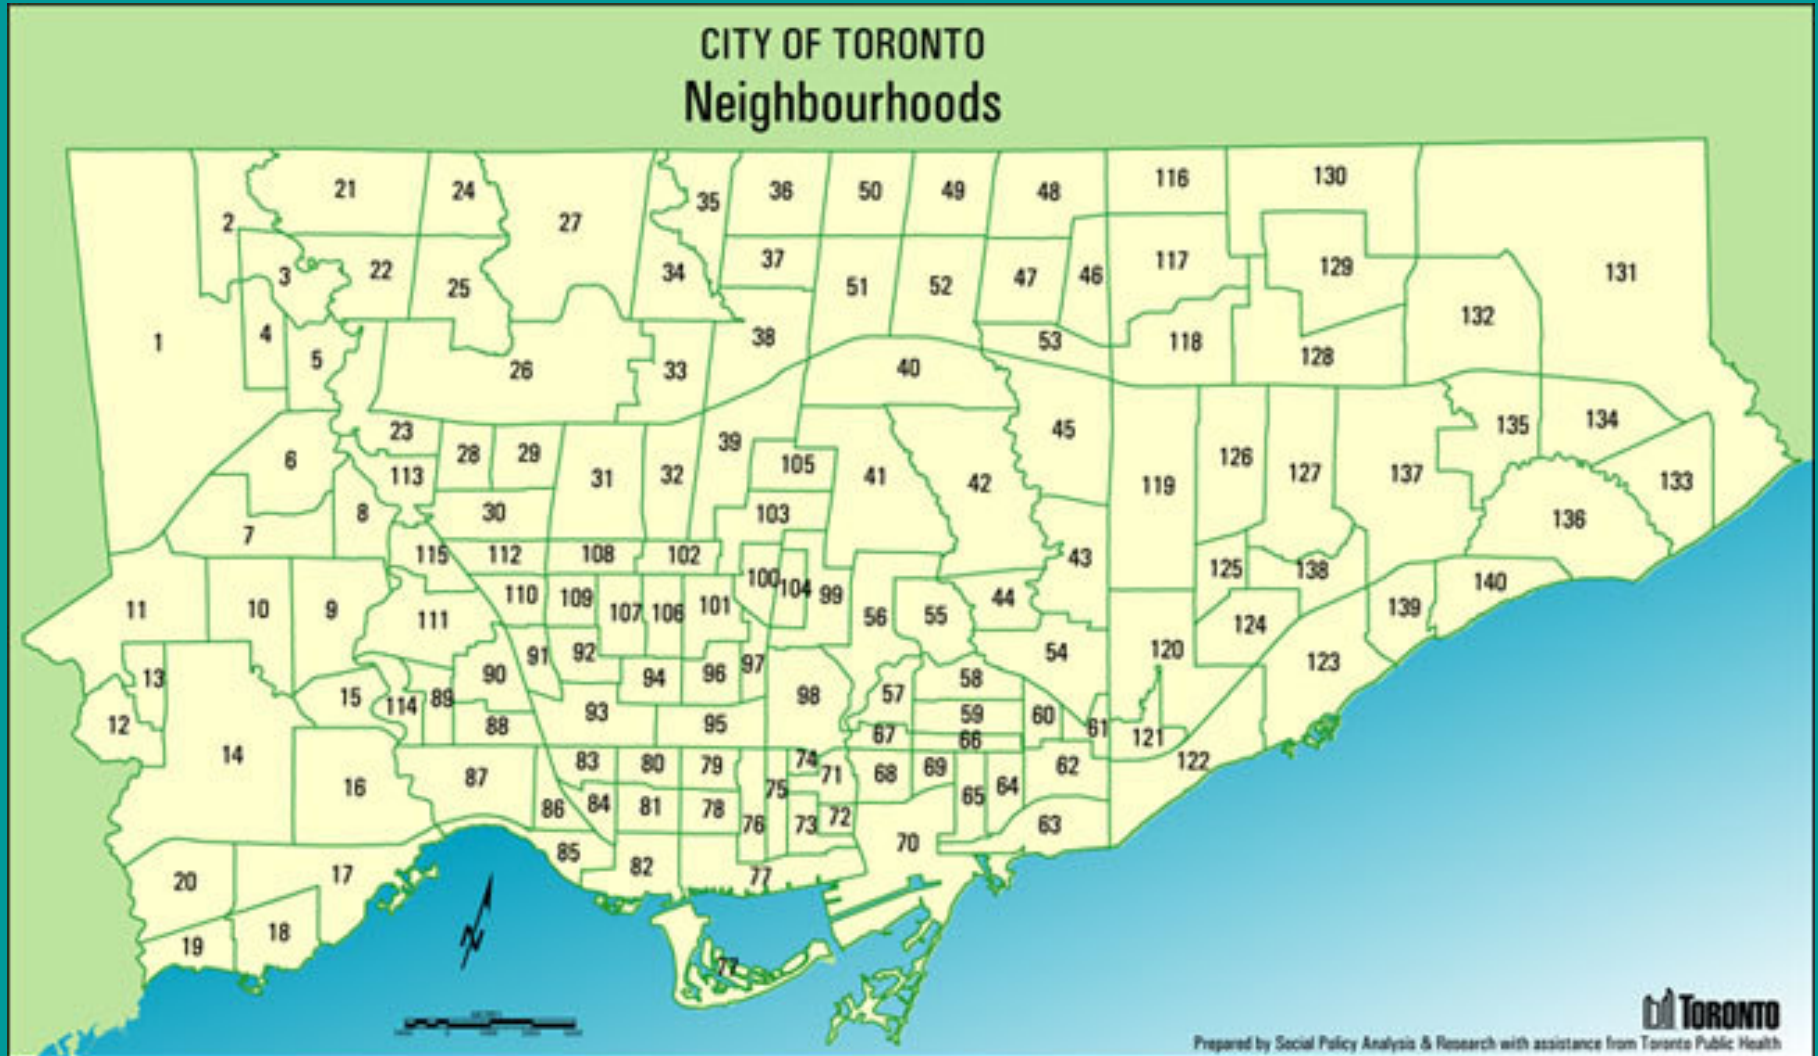 CITY OF TORONTO
Neighbourhoods
21 24 27 35 36 50 49 48 116 130
2 3 22 25 34 37 51 52 47 46 117 129 131
1 4 5 26 33 38 40 53 118 128 132
23 28 29 39 45 135 134
6 113 31 32 105 41 42 119 126 127 137 133
7 8 30 103 136
115 112 108 102 100 104 99 43 125 138 140
11 10 9 111 110 109 107 106 101 56 55 44 124 139
13 91 92 97 54 120 123
12 15 114 89 90 94 96 98 57 58
14 88 93 95 67 59 66 60 61 121 122
16 87 83 80 79 75 74 71 68 69 65 64 62
86 84 81 78 76 73 72 70 63
20 17 85 82 77
19 18
77
N
TORONTO
Prepared by Social Policy Analysis & Research with assistance from Toronto Public Health